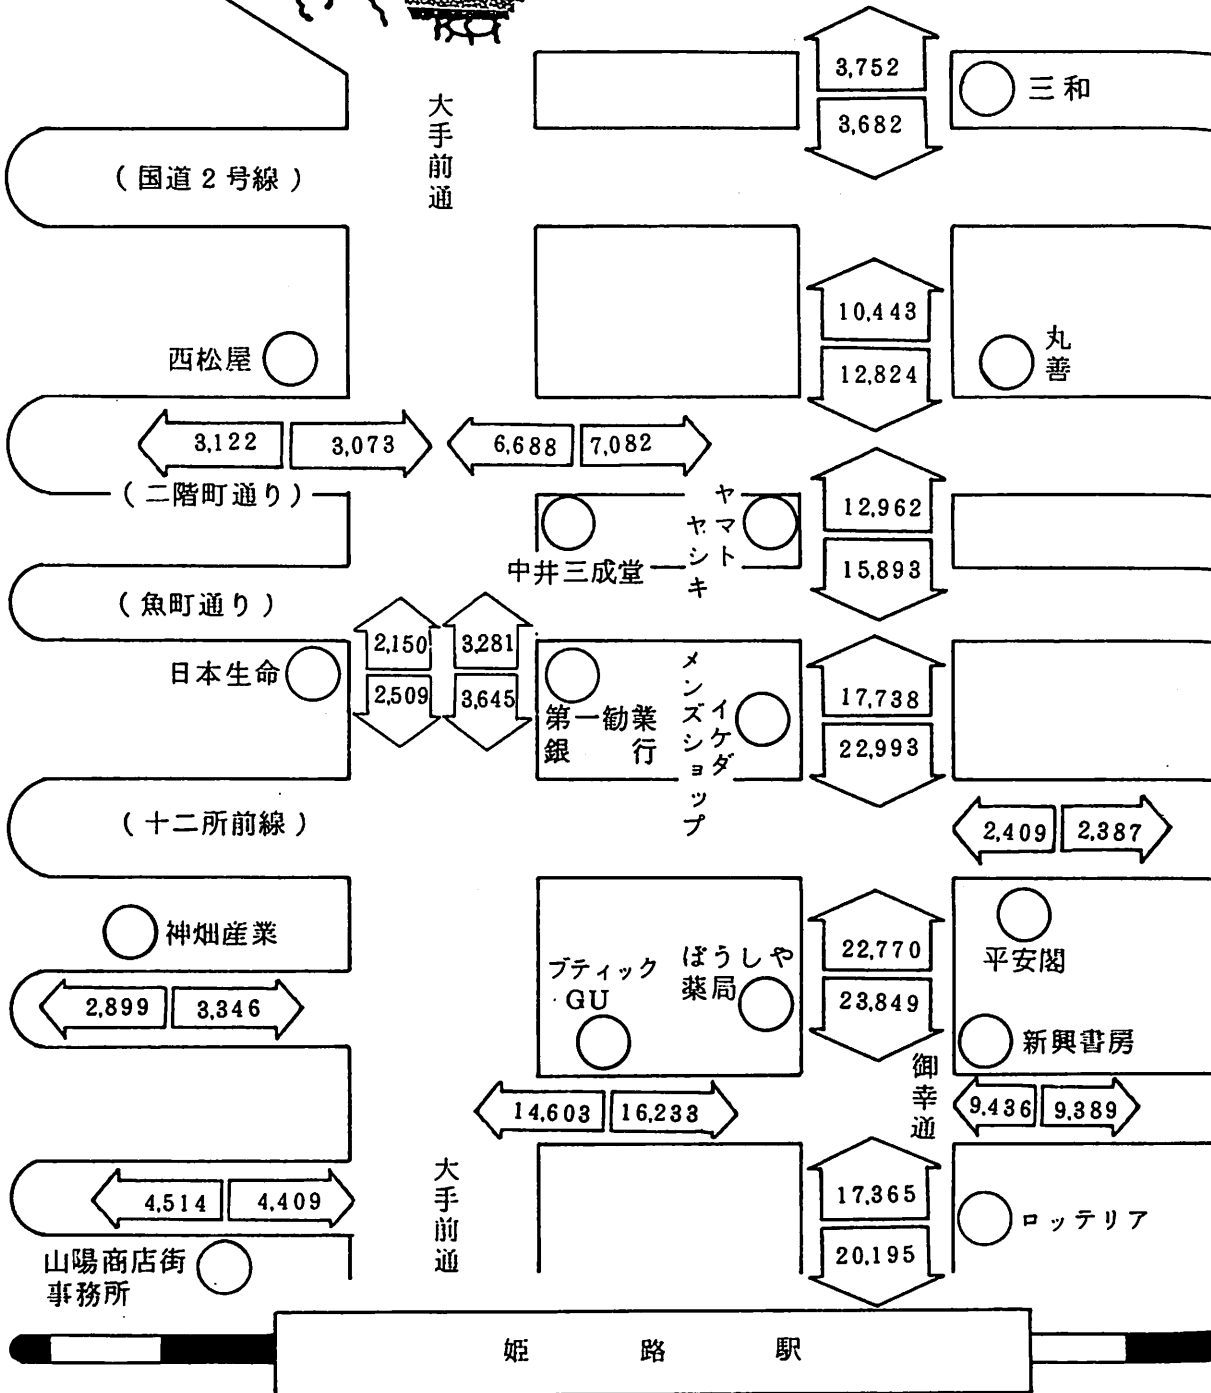 3,752
3,682
三和
大手前通
(国道2号線)
10,443
12,824
丸善
西松屋
3,122
3,073
6,688
7,082
(二階町通り)
12,962
15,893
ヤマト
ヤシキ
中井三成堂
(魚町通り)
2,150
3,281
2,509
3,645
日本生命
第一勧業
銀行
メンズショップ
イケダ
17,738
22,993
(十二所前線)
2,409
2,387
神畑産業
22,770
23,849
平安閣
ブティック
GU
ぼうしや
薬局
2,899
3,346
新興書房
御幸通
14,603
16,233
9,436
9,389
大手前通
4,514
4,409
17,365
20,195
ロッテリア
山陽商店街
事務所
姫路駅